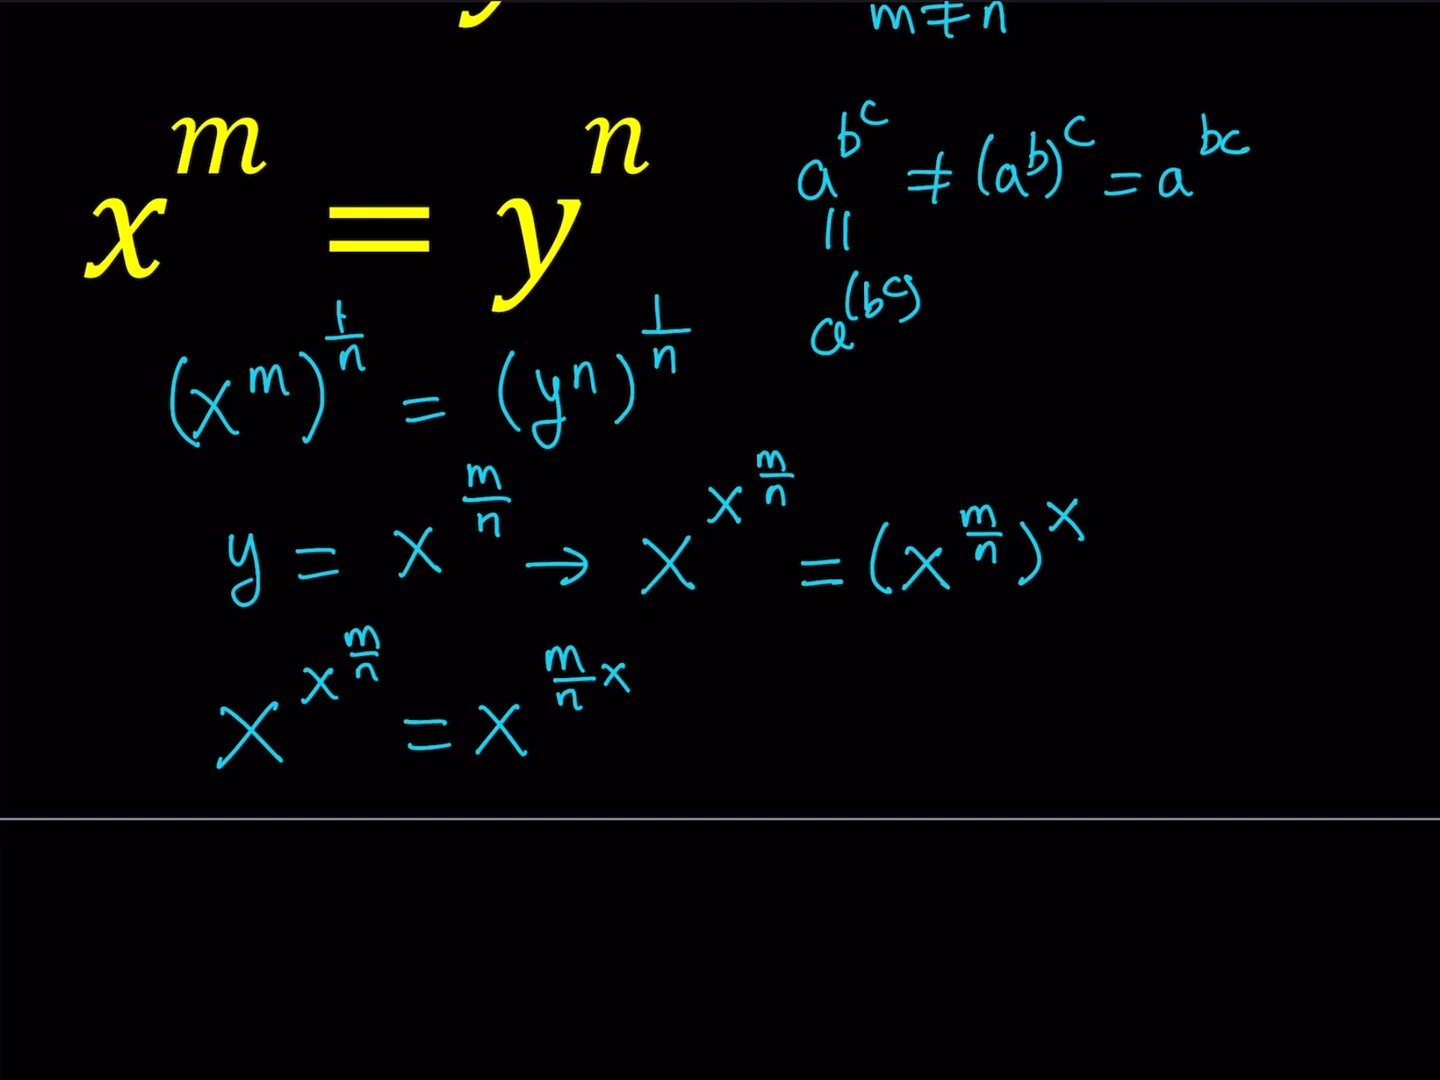 m ≠ n
x^m = y^n
a^{b^c} ≠ (a^b)^c = a^{bc}
||
a^{(b^c)}
(x^m)^{1/n} = (y^n)^{1/n}
y = x^{m/n} → x^{x^{m/n}} = (x^{m/n})^x
x^{x^{m/n}} = x^{m/n x}